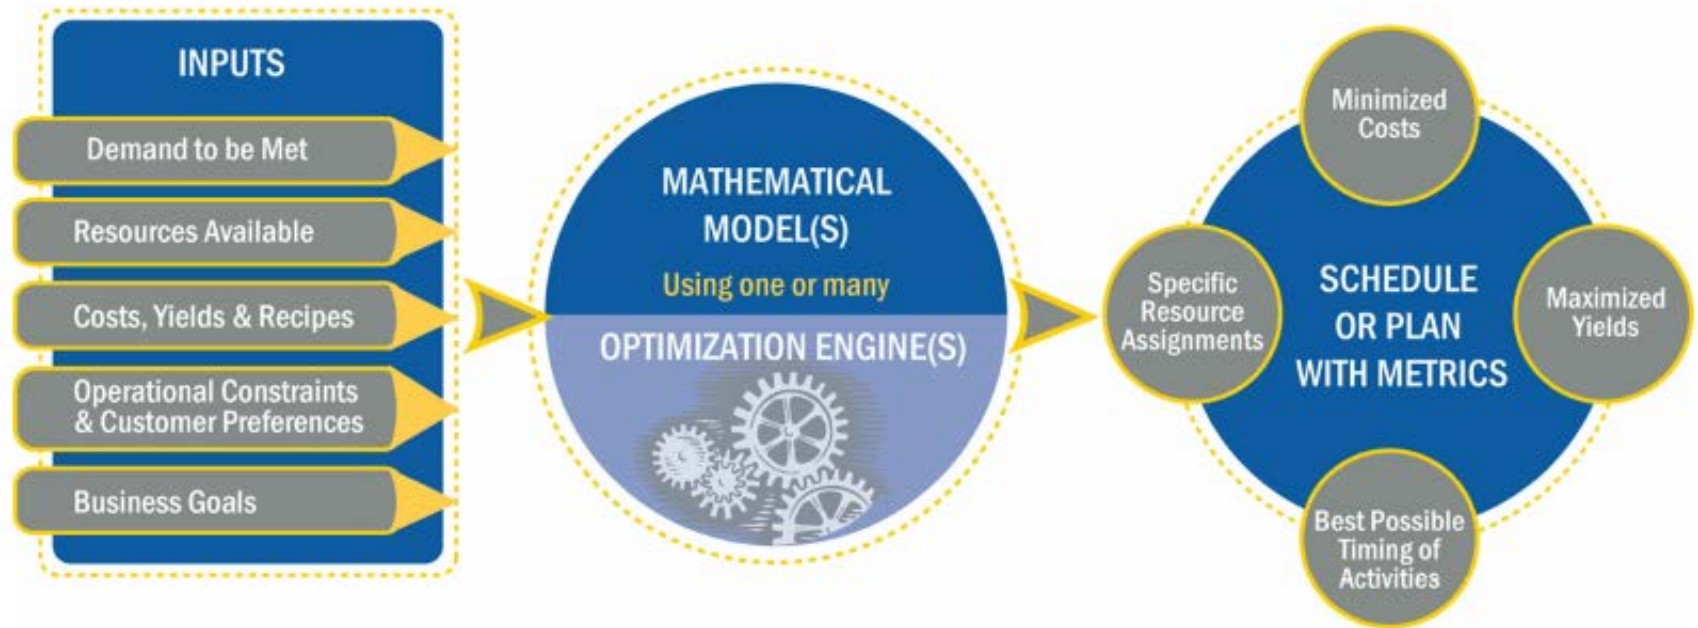 INPUTS
Demand to be Met
Resources Available
Costs, Yields & Recipes
Operational Constraints
& Customer Preferences
Business Goals
MATHEMATICAL
MODEL(S)
Using one or many
OPTIMIZATION ENGINE(S)
Minimized
Costs
Specific
Resource
Assignments
SCHEDULE
OR PLAN
WITH METRICS
Maximized
Yields
Best Possible
Timing of
Activities